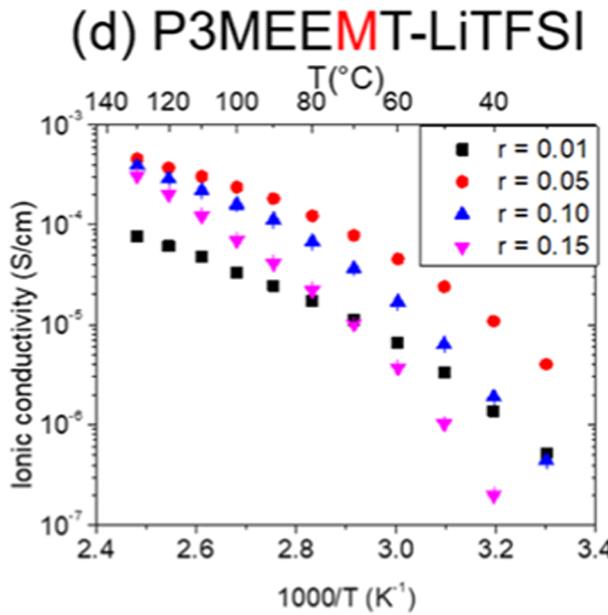 (d) P3MEEMT-LiTFSI
T(°C)
140 120 100 80 60 40
10⁻³
r = 0.01
r = 0.05
r = 0.10
r = 0.15
10⁻⁴
10⁻⁵
10⁻⁶
10⁻⁷
Ionic conductivity (S/cm)
2.4 2.6 2.8 3.0 3.2 3.4
1000/T (K⁻¹)